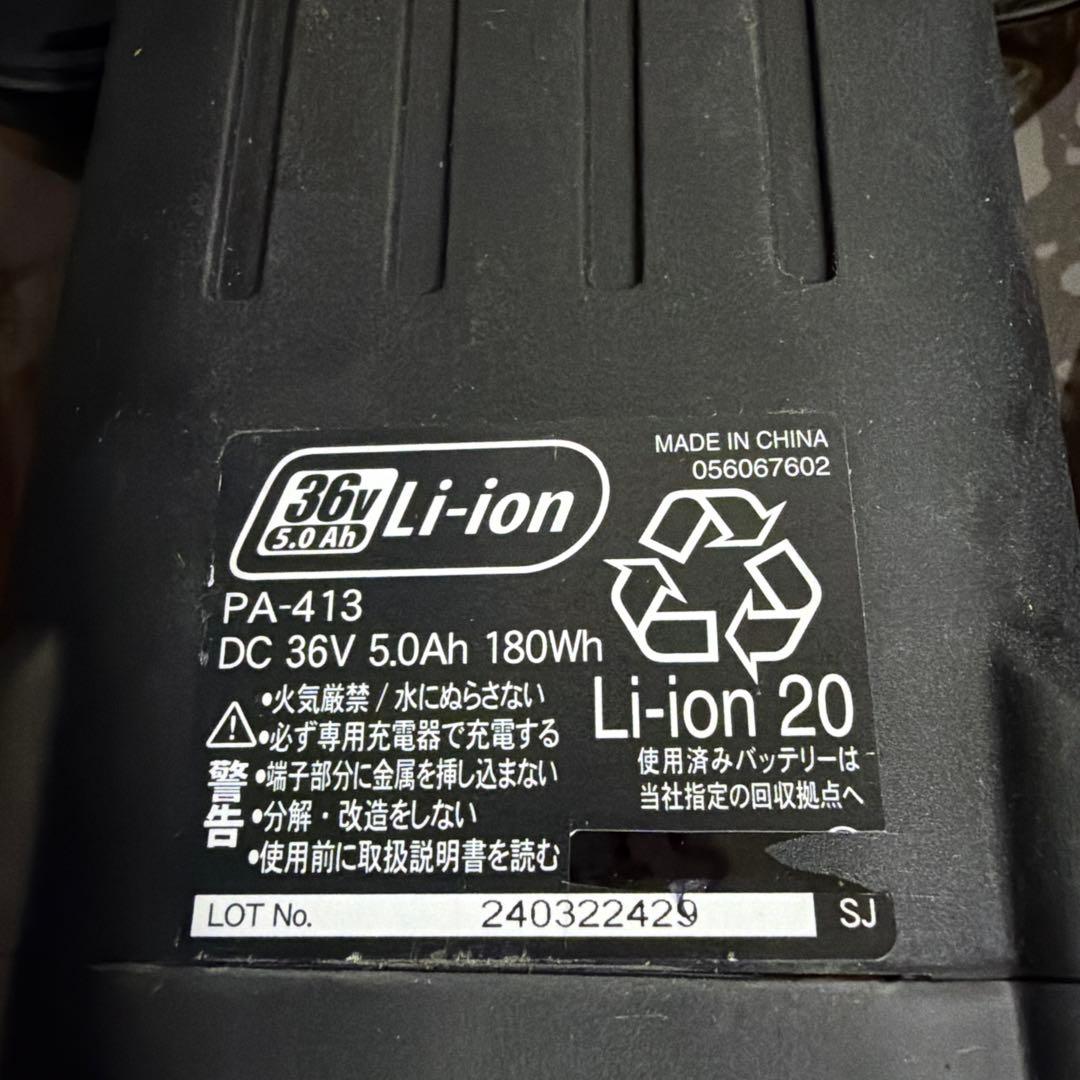 MADE IN CHINA
056067602
36V Li-ion
5.0 Ah
PA-413
DC 36V 5.0Ah 180Wh
Li-ion 20
使用済みバッテリーは
当社指定の回収拠点へ
警告
•火気厳禁 / 水にぬらさない
•必ず専用充電器で充電する
•端子部分に金属を挿し込まない
•分解・改造をしない
•使用前に取扱説明書を読む
LOT No. 240322429 SJ